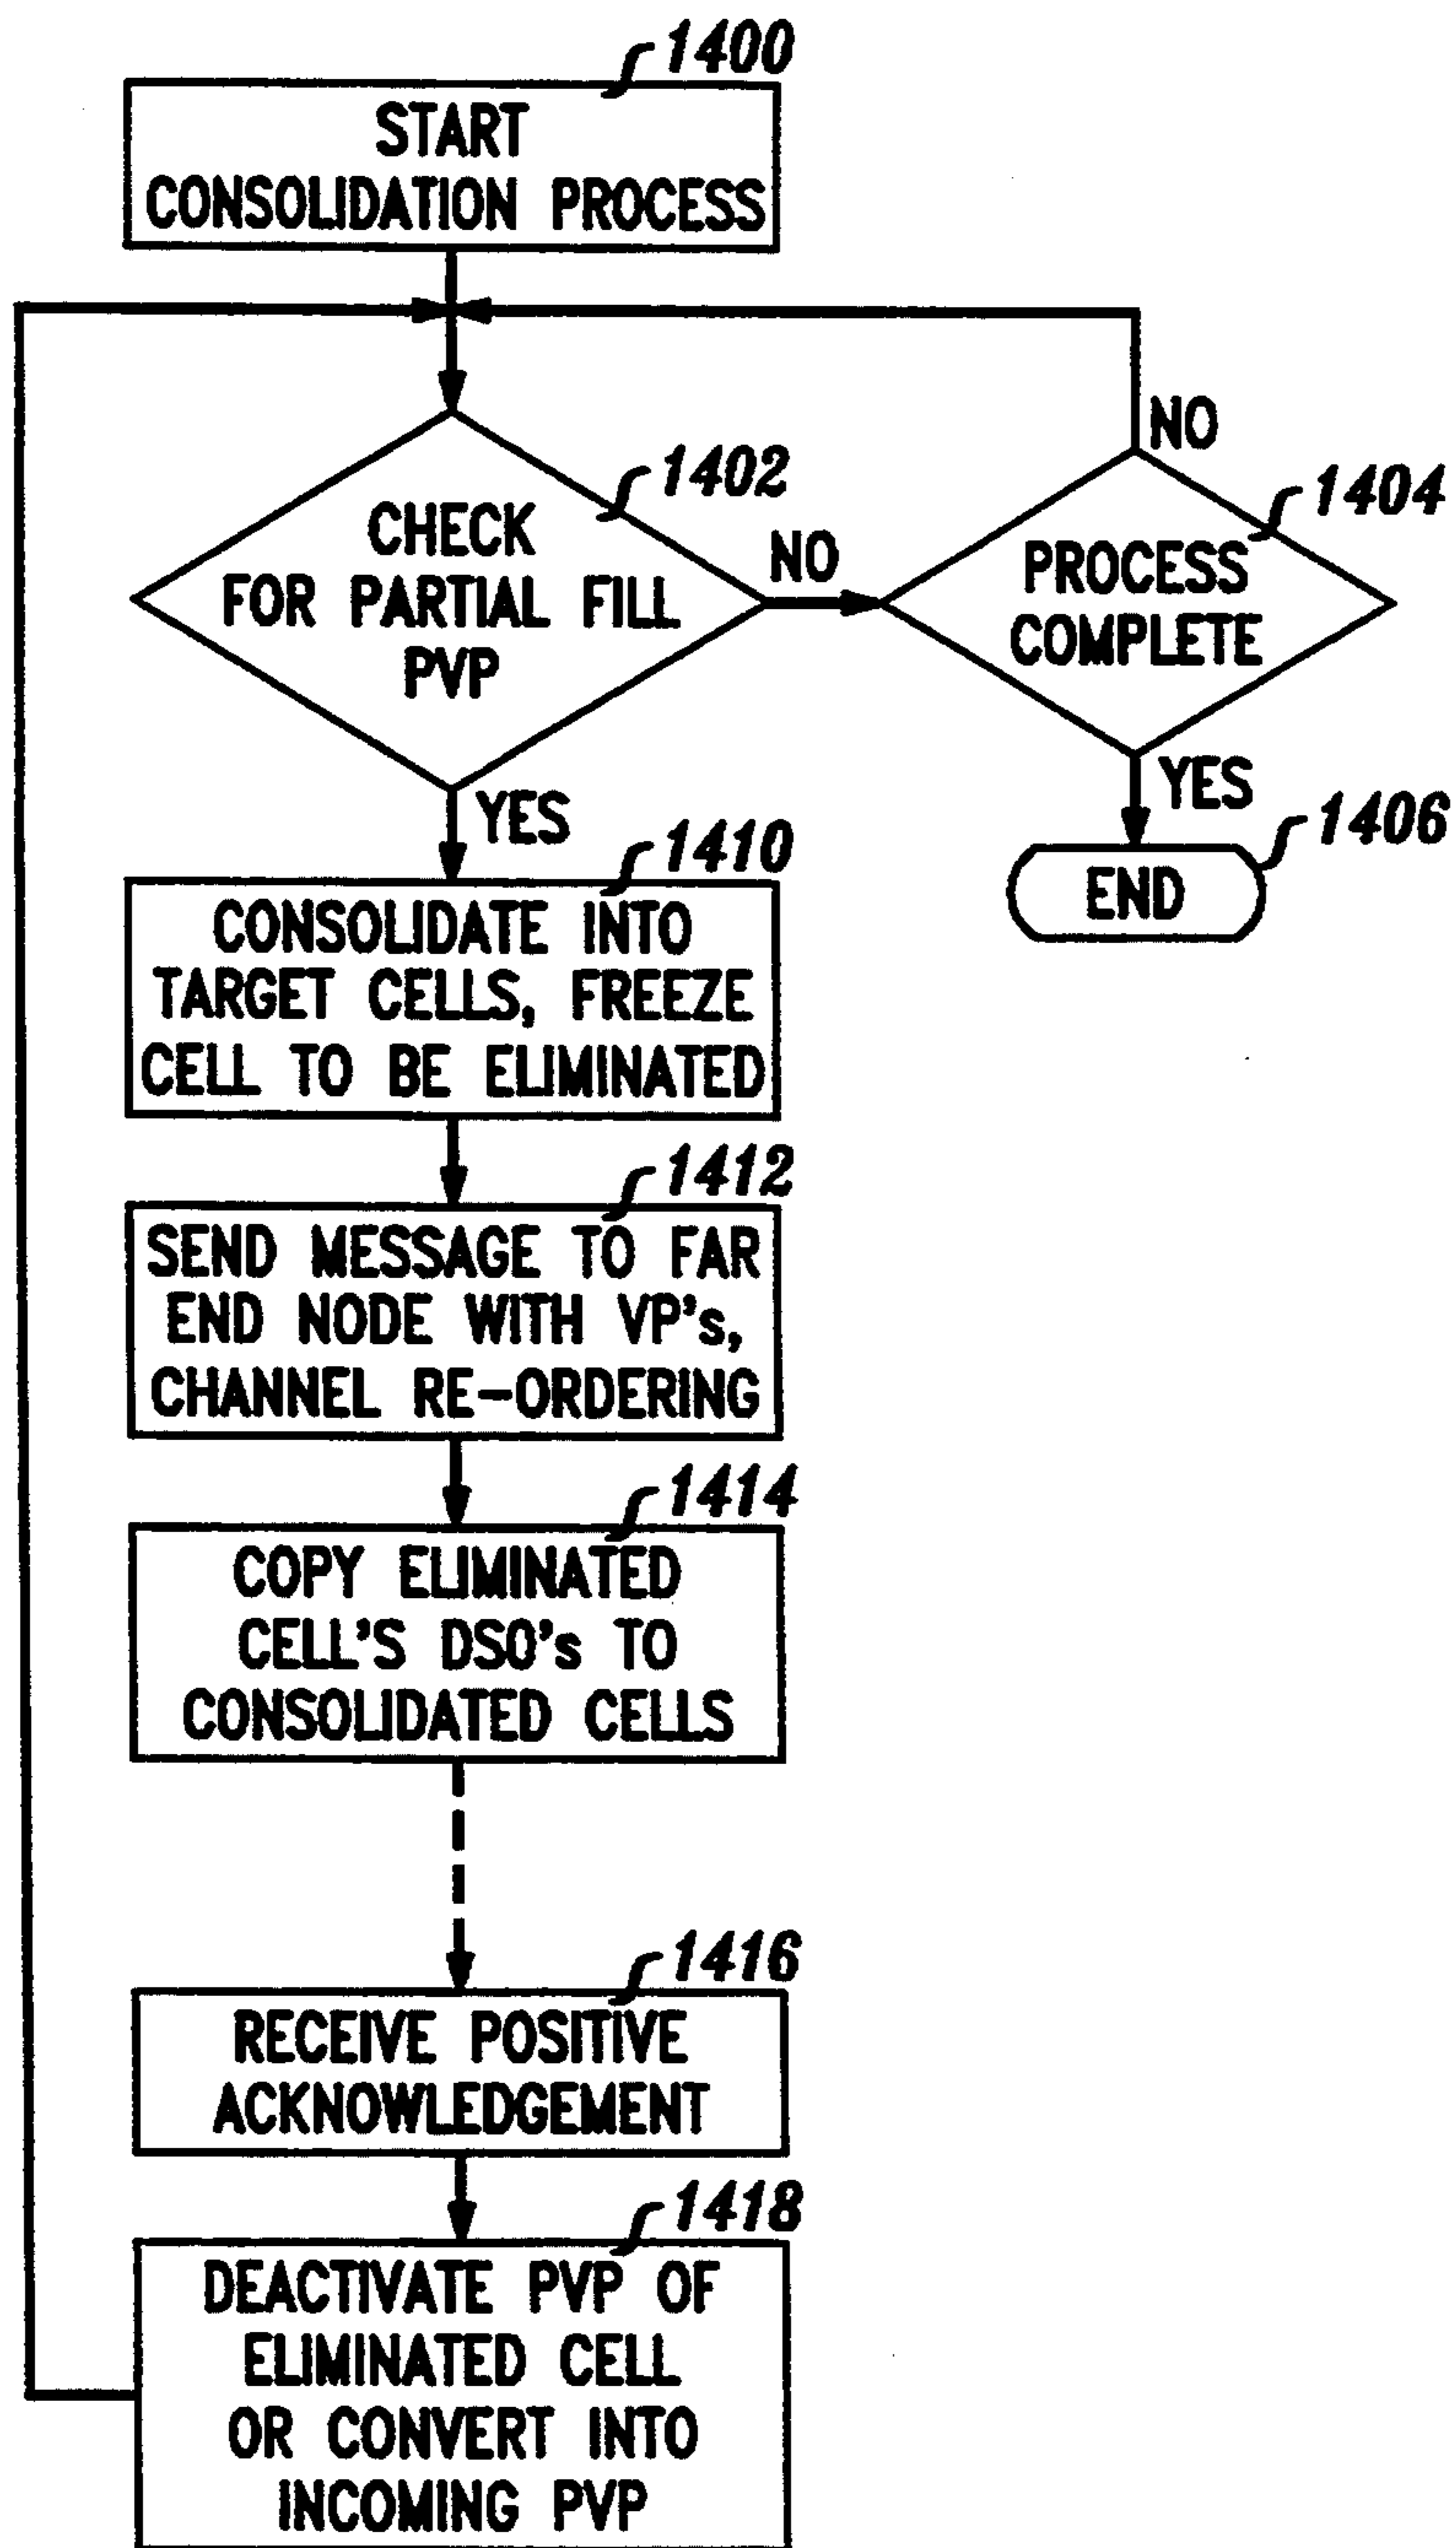 1400
START
CONSOLIDATION PROCESS
1402
CHECK
FOR PARTIAL FILL
PVP
NO
NO
1404
PROCESS
COMPLETE
YES
1406
END
YES
1410
CONSOLIDATE INTO
TARGET CELLS, FREEZE
CELL TO BE ELIMINATED
1412
SEND MESSAGE TO FAR
END NODE WITH VP's,
CHANNEL RE-ORDERING
1414
COPY ELIMINATED
CELL'S DS0's TO
CONSOLIDATED CELLS
1416
RECEIVE POSITIVE
ACKNOWLEDGEMENT
1418
DEACTIVATE PVP OF
ELIMINATED CELL
OR CONVERT INTO
INCOMING PVP